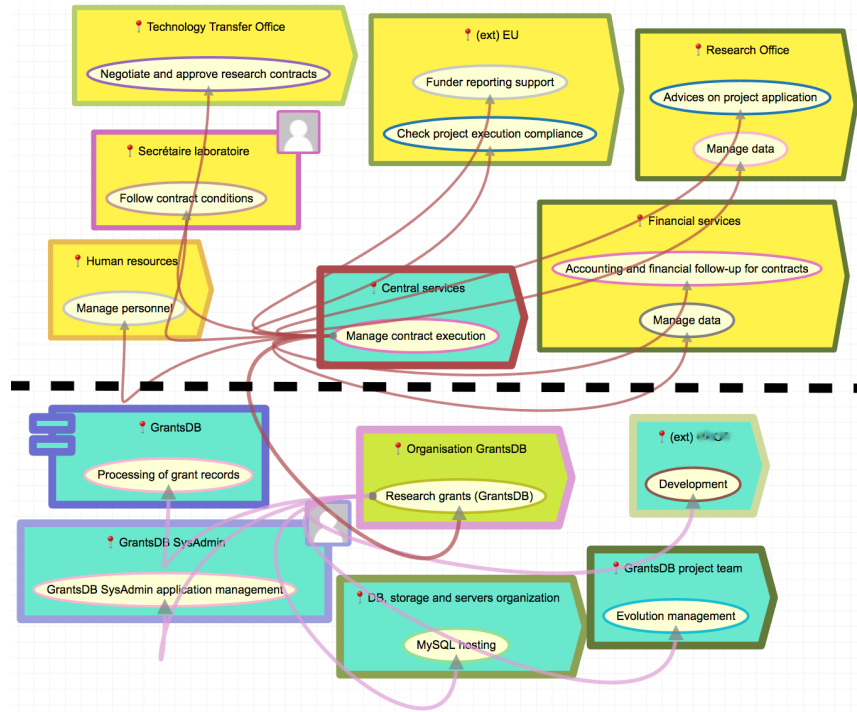 Technology Transfer Office
Negotiate and approve research contracts
(ext) EU
Funder reporting support
Check project execution compliance
Research Office
Advices on project application
Manage data
Secrétaire laboratoire
Follow contract conditions
Financial services
Accounting and financial follow-up for contracts
Manage data
Human resources
Manage personnel
Central services
Manage contract execution
GrantsDB
Processing of grant records
Organisation GrantsDB
Research grants (GrantsDB)
(ext)
Development
GrantsDB SysAdmin
GrantsDB SysAdmin application management
DB, storage and servers organization
MySQL hosting
GrantsDB project team
Evolution management